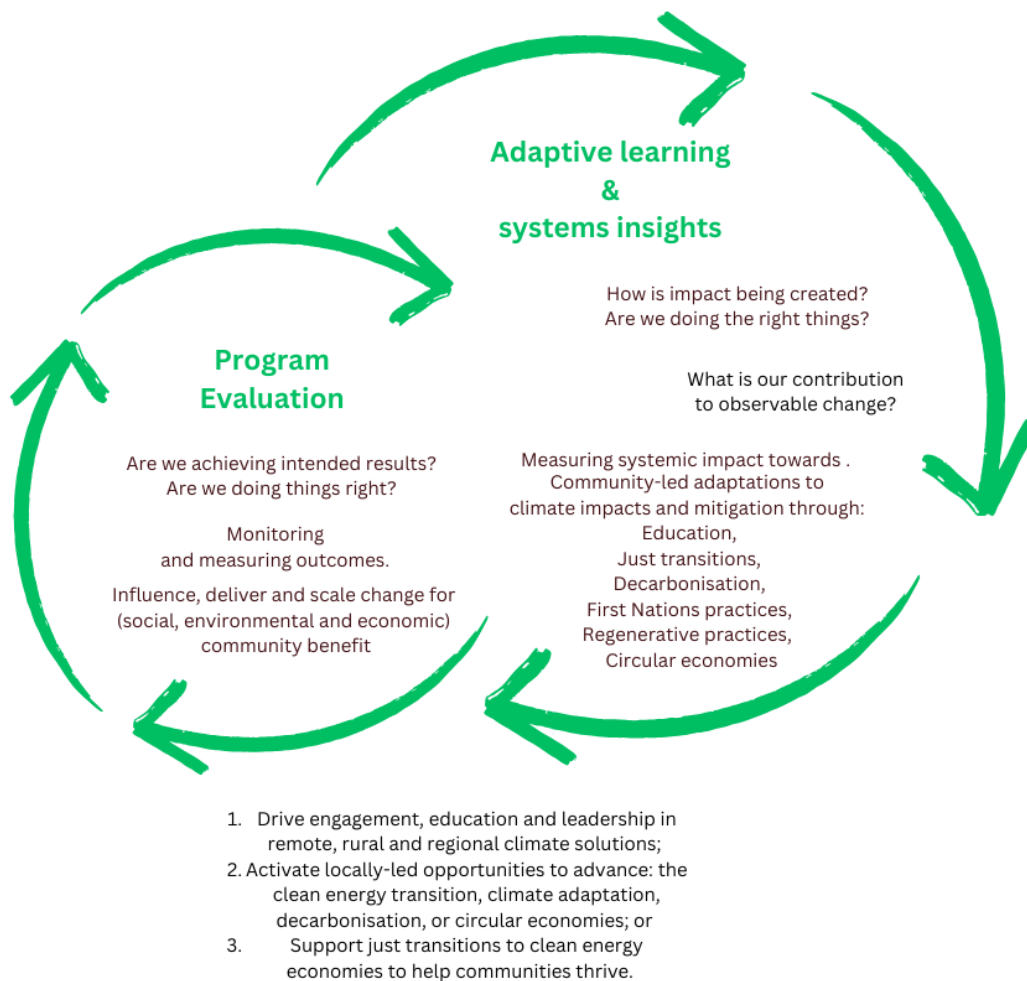 Adaptive learning
&
systems insights
How is impact being created?
Are we doing the right things?
What is our contribution
to observable change?
Measuring systemic impact towards .
Community-led adaptations to
climate impacts and mitigation through:
Education,
Just transitions,
Decarbonisation,
First Nations practices,
Regenerative practices,
Circular economies
Program
Evaluation
Are we achieving intended results?
Are we doing things right?
Monitoring
and measuring outcomes.
Influence, deliver and scale change for
(social, environmental and economic)
community benefit
1. Drive engagement, education and leadership in
remote, rural and regional climate solutions;
2. Activate locally-led opportunities to advance: the
clean energy transition, climate adaptation,
decarbonisation, or circular economies; or
3. Support just transitions to clean energy
economies to help communities thrive.